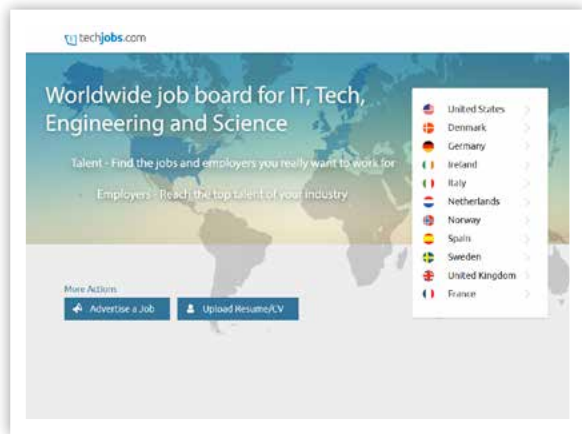 techjobs.com
Worldwide job board for IT, Tech,
Engineering and Science
Talent - Find the jobs and employers you really want to work for
Employers - Reach the top talent of your industry
United States
Denmark
Germany
Ireland
Italy
Netherlands
Norway
Spain
Sweden
United Kingdom
France
More Actions
Advertise a Job
Upload Resume/CV